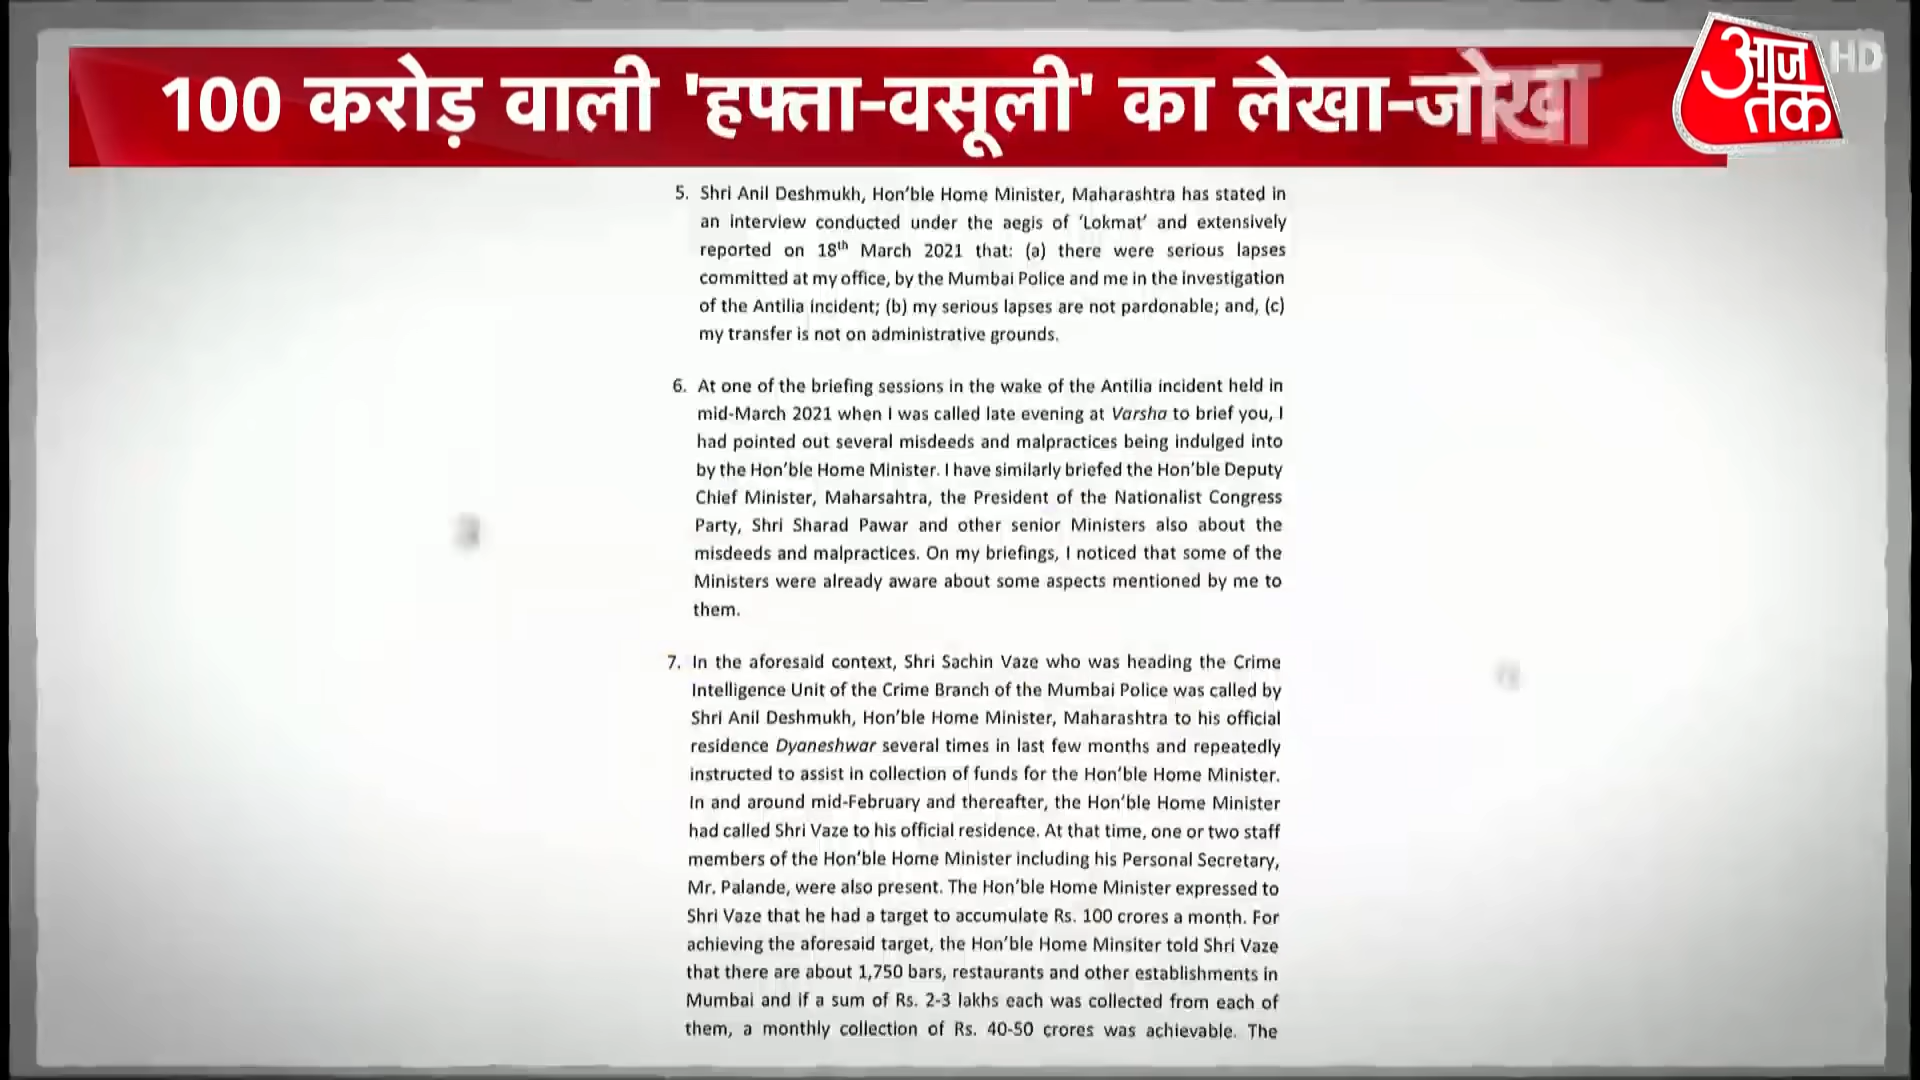 100 करोड़ वाली 'हफ्ता-वसूली' का लेखा-जोखा
आज तक
HD
5. Shri Anil Deshmukh, Hon'ble Home Minister, Maharashtra has stated in
an interview conducted under the aegis of 'Lokmat' and extensively
reported on 18th March 2021 that: (a) there were serious lapses
committed at my office, by the Mumbai Police and me in the investigation
of the Antilia incident; (b) my serious lapses are not pardonable; and, (c)
my transfer is not on administrative grounds.
6. At one of the briefing sessions in the wake of the Antilia incident held in
mid-March 2021 when I was called late evening at Varsha to brief you, I
had pointed out several misdeeds and malpractices being indulged into
by the Hon'ble Home Minister. I have similarly briefed the Hon'ble Deputy
Chief Minister, Maharsahtra, the President of the Nationalist Congress
Party, Shri Sharad Pawar and other senior Ministers also about the
misdeeds and malpractices. On my briefings, I noticed that some of the
Ministers were already aware about some aspects mentioned by me to
them.
7. In the aforesaid context, Shri Sachin Vaze who was heading the Crime
Intelligence Unit of the Crime Branch of the Mumbai Police was called by
Shri Anil Deshmukh, Hon'ble Home Minister, Maharashtra to his official
residence Dyaneshwar several times in last few months and repeatedly
instructed to assist in collection of funds for the Hon'ble Home Minister.
In and around mid-February and thereafter, the Hon'ble Home Minister
had called Shri Vaze to his official residence. At that time, one or two staff
members of the Hon'ble Home Minister including his Personal Secretary,
Mr. Palande, were also present. The Hon'ble Home Minister expressed to
Shri Vaze that he had a target to accumulate Rs. 100 crores a month. For
achieving the aforesaid target, the Hon'ble Home Minsiter told Shri Vaze
that there are about 1,750 bars, restaurants and other establishments in
Mumbai and if a sum of Rs. 2-3 lakhs each was collected from each of
them, a monthly collection of Rs. 40-50 crores was achievable. The